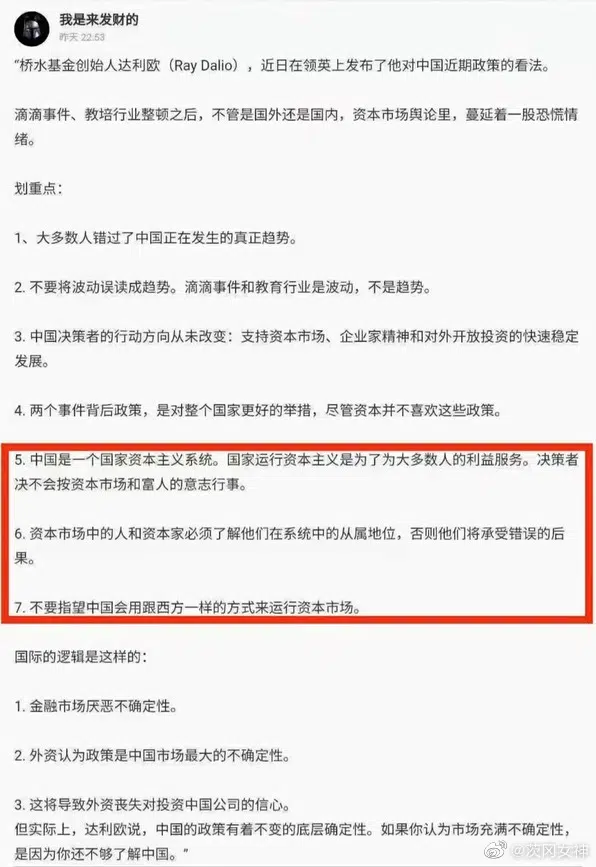 我是来发财的
昨天 22:53
“桥水基金创始人达利欧（Ray Dalio），近日在领英上发布了他对中国近期政策的看法。
滴滴事件、教培行业整顿之后，不管是国外还是国内，资本市场舆论里，蔓延着一股恐慌情
绪。
划重点：
1、大多数人错过了中国正在发生的真正趋势。
2. 不要将波动误读成趋势。滴滴事件和教育行业是波动，不是趋势。
3. 中国决策者的行动方向从未改变：支持资本市场、企业家精神和对外开放投资的快速稳定
发展。
4. 两个事件背后政策，是对整个国家更好的举措，尽管资本并不喜欢这些政策。
5. 中国是一个国家资本主义系统。国家运行资本主义是为了为大多数人的利益服务。决策者
决不会按资本市场和富人的意志行事。
6. 资本市场中的人和资本家必须了解他们在系统中的从属地位，否则他们将承受错误的后
果。
7. 不要指望中国会用跟西方一样的方式来运行资本市场。
国际的逻辑是这样的：
1. 金融市场厌恶不确定性。
2. 外资认为政策是中国市场最大的不确定性。
3. 这将导致外资丧失对投资中国公司的信心。
但实际上，达利欧说，中国的政策有着不变的底层确定性。如果你认为市场充满不确定性，
是因为你还不够了解中国。”
@次冈女神